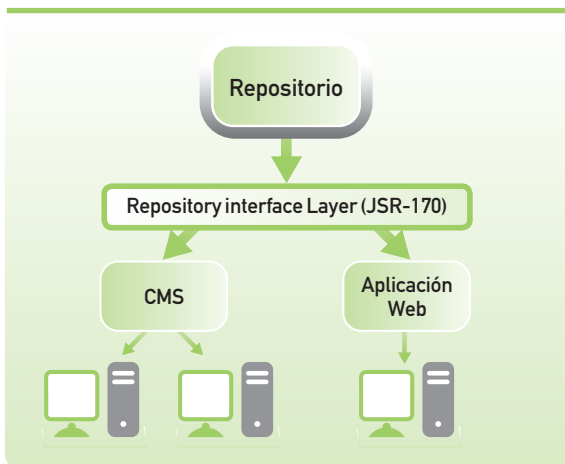 Repositorio
Repository interface Layer (JSR-170)
CMS
Aplicación
Web